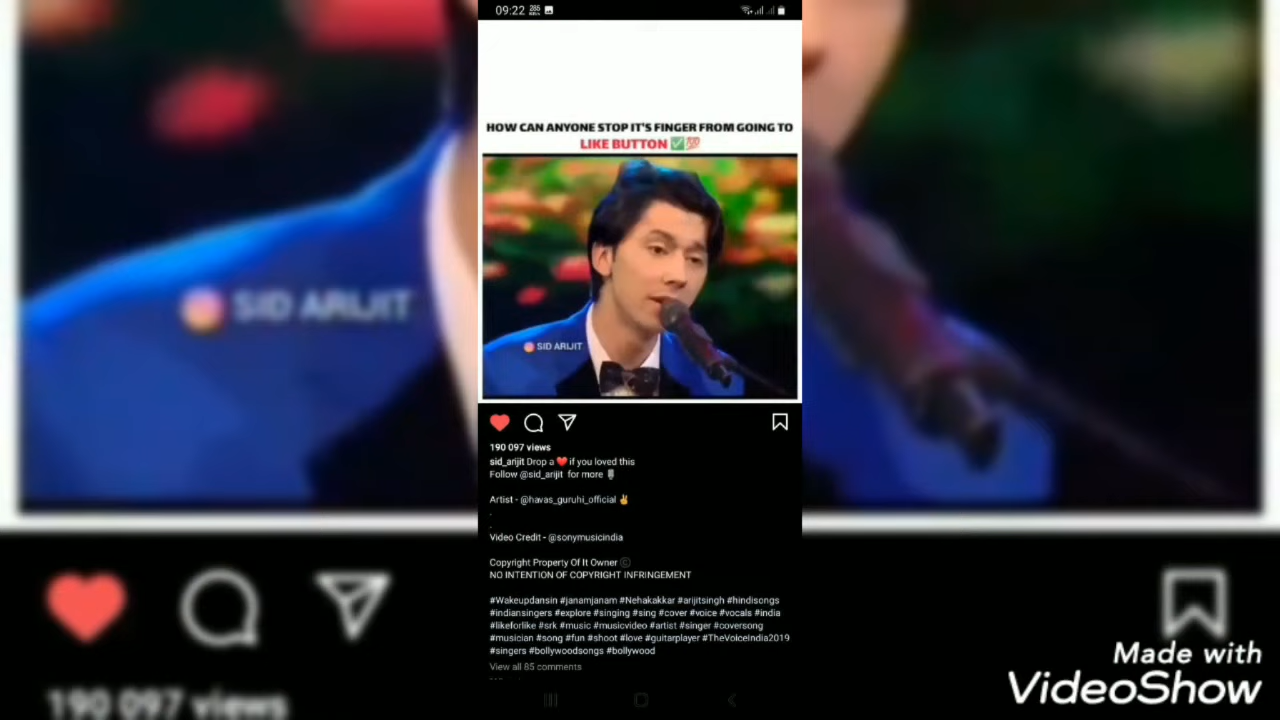 09:22 285
HOW CAN ANYONE STOP IT'S FINGER FROM GOING TO
LIKE BUTTON ✅💯
SID ARIJIT
SID ARIJIT
190 097 views
sid_arijit Drop a ❤️ if you loved this
Follow @sid_arijit for more 🎙️
Artist - @havas_guruhi_official ✌️
.
.
Video Credit - @sonymusicindia
Copyright Property Of It Owner ©️
NO INTENTION OF COPYRIGHT INFRINGEMENT
#Wakeupdansin #janamjanam #Nehakakkar #arijitsingh #hindisongs
#indiansingers #explore #singing #sing #cover #voice #vocals #india
#likeforlike #srk #music #musicvideo #artist #singer #coversong
#musician #song #fun #shoot #love #guitarplayer #TheVoiceIndia2019
#singers #bollywoodsongs #bollywood
View all 85 comments
190 097 views
Made with
VideoShow